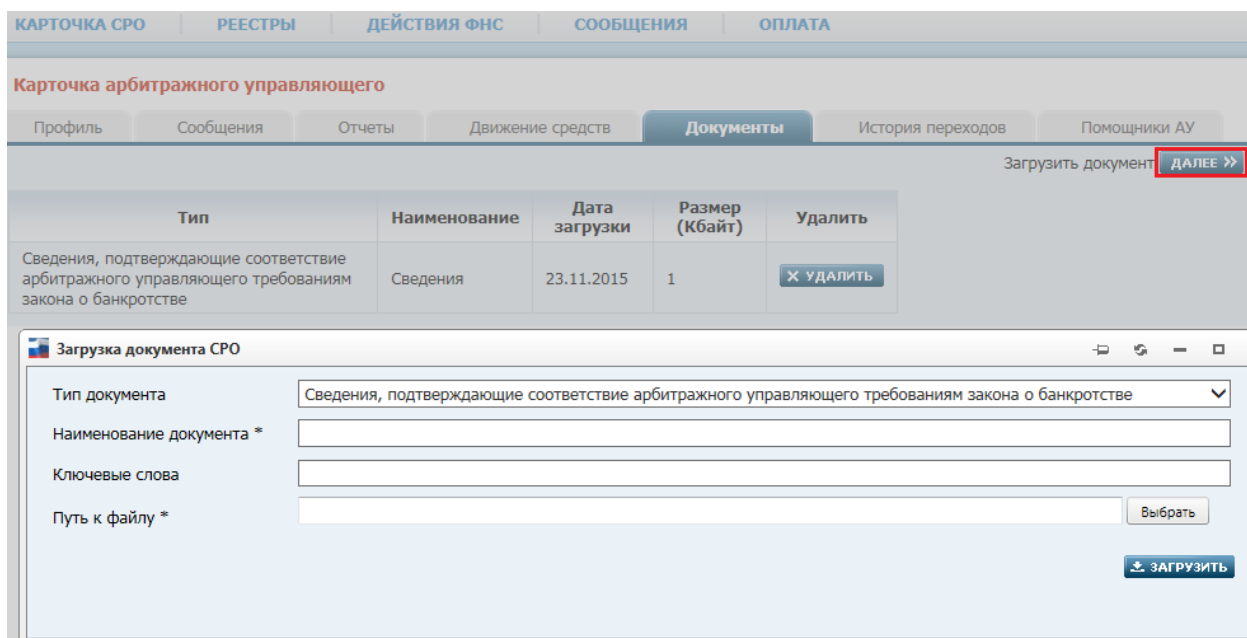 КАРТОЧКА СРО РЕЕСТРЫ ДЕЙСТВИЯ ФНС СООБЩЕНИЯ ОПЛАТА
Карточка арбитражного управляющего
Профиль Сообщения Отчеты Движение средств Документы История переходов Помощники АУ
Загрузить документ ДАЛЕЕ
Тип Наименование Дата загрузки Размер (Кбайт) Удалить
Сведения, подтверждающие соответствие
арбитражного управляющего требованиям
закона о банкротстве
Сведения 23.11.2015 1 УДАЛИТЬ
Загрузка документа СРО
Тип документа Сведения, подтверждающие соответствие арбитражного управляющего требованиям закона о банкротстве
Наименование документа *
Ключевые слова
Путь к файлу * Выбрать
ЗАГРУЗИТЬ